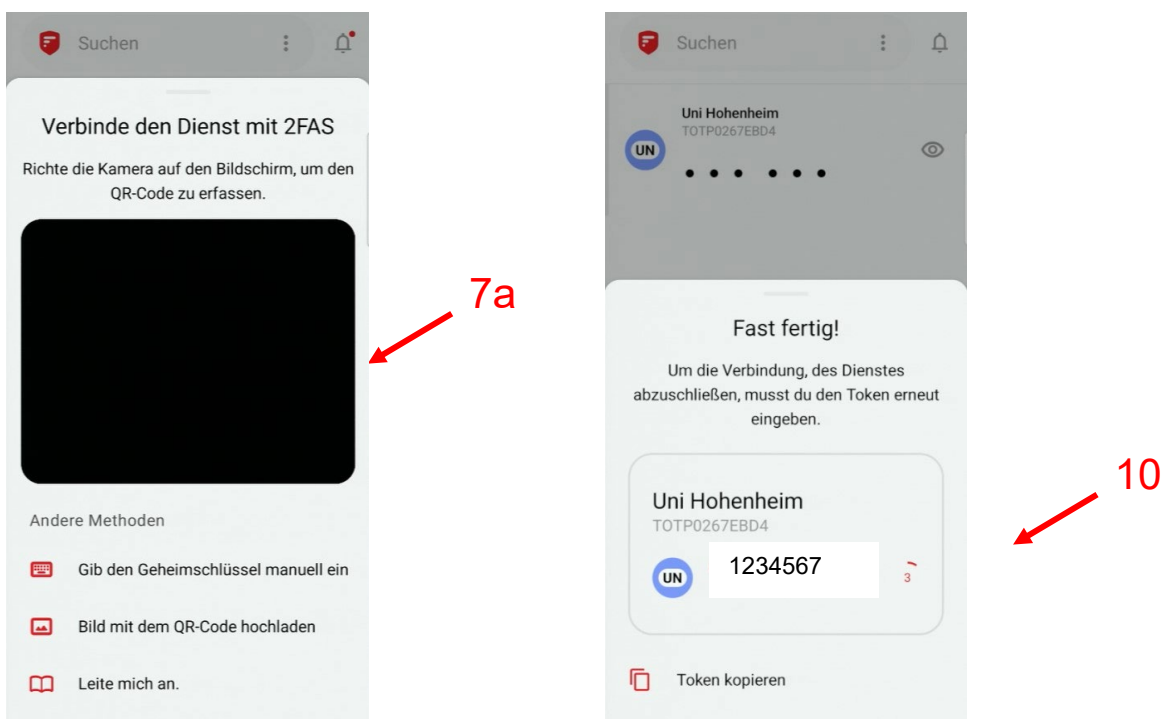 Suchen
Verbinde den Dienst mit 2FAS
Richte die Kamera auf den Bildschirm, um den
QR-Code zu erfassen.
7a
Andere Methoden
Gib den Geheimschlüssel manuell ein
Bild mit dem QR-Code hochladen
Leite mich an.
Suchen
Uni Hohenheim
TOTP0267EBD4
UN
Fast fertig!
Um die Verbindung, des Dienstes
abzuschließen, musst du den Token erneut
eingeben.
Uni Hohenheim
TOTP0267EBD4
UN
1234567
3
10
Token kopieren